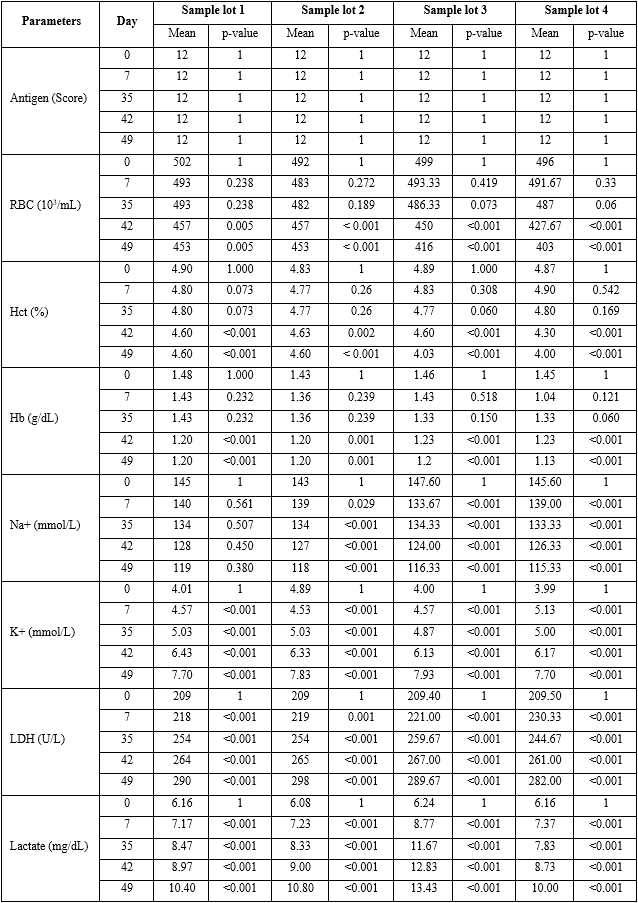 Parameters Day Sample lot 1 Sample lot 2 Sample lot 3 Sample lot 4
Mean p-value Mean p-value Mean p-value Mean p-value
Antigen (Score) 0 12 1 12 1 12 1 12 1
7 12 1 12 1 12 1 12 1
35 12 1 12 1 12 1 12 1
42 12 1 12 1 12 1 12 1
49 12 1 12 1 12 1 12 1
RBC (10³/mL) 0 502 1 492 1 499 1 496 1
7 493 0.238 483 0.272 493.33 0.419 491.67 0.33
35 493 0.238 482 0.189 486.33 0.073 487 0.06
42 457 0.005 457 < 0.001 450 <0.001 427.67 <0.001
49 453 0.005 453 < 0.001 416 <0.001 403 <0.001
Hct (%) 0 4.90 1.000 4.83 1 4.89 1.000 4.87 1
7 4.80 0.073 4.77 0.26 4.83 0.308 4.90 0.542
35 4.80 0.073 4.77 0.26 4.77 0.060 4.80 0.169
42 4.60 <0.001 4.63 0.002 4.60 <0.001 4.30 <0.001
49 4.60 <0.001 4.60 < 0.001 4.03 <0.001 4.00 <0.001
Hb (g/dL) 0 1.48 1.000 1.43 1 1.46 1 1.45 1
7 1.43 0.232 1.36 0.239 1.43 0.518 1.04 0.121
35 1.43 0.232 1.36 0.239 1.33 0.150 1.33 0.060
42 1.20 <0.001 1.20 0.001 1.23 <0.001 1.23 <0.001
49 1.20 <0.001 1.20 0.001 1.2 <0.001 1.13 <0.001
Na+ (mmol/L) 0 145 1 143 1 147.60 1 145.60 1
7 140 0.561 139 0.029 133.67 <0.001 139.00 <0.001
35 134 0.507 134 <0.001 134.33 <0.001 133.33 <0.001
42 128 0.450 127 <0.001 124.00 <0.001 126.33 <0.001
49 119 0.380 118 <0.001 116.33 <0.001 115.33 <0.001
K+ (mmol/L) 0 4.01 1 4.89 1 4.00 1 3.99 1
7 4.57 <0.001 4.53 <0.001 4.57 <0.001 5.13 <0.001
35 5.03 <0.001 5.03 <0.001 4.87 <0.001 5.00 <0.001
42 6.43 <0.001 6.33 <0.001 6.13 <0.001 6.17 <0.001
49 7.70 <0.001 7.83 <0.001 7.93 <0.001 7.70 <0.001
LDH (U/L) 0 209 1 209 1 209.40 1 209.50 1
7 218 <0.001 219 0.001 221.00 <0.001 230.33 <0.001
35 254 <0.001 254 <0.001 259.67 <0.001 244.67 <0.001
42 264 <0.001 265 <0.001 267.00 <0.001 261.00 <0.001
49 290 <0.001 298 <0.001 289.67 <0.001 282.00 <0.001
Lactate (mg/dL) 0 6.16 1 6.08 1 6.24 1 6.16 1
7 7.17 <0.001 7.23 <0.001 8.77 <0.001 7.37 <0.001
35 8.47 <0.001 8.33 <0.001 11.67 <0.001 7.83 <0.001
42 8.97 <0.001 9.00 <0.001 12.83 <0.001 8.73 <0.001
49 10.40 <0.001 10.80 <0.001 13.43 <0.001 10.00 <0.001